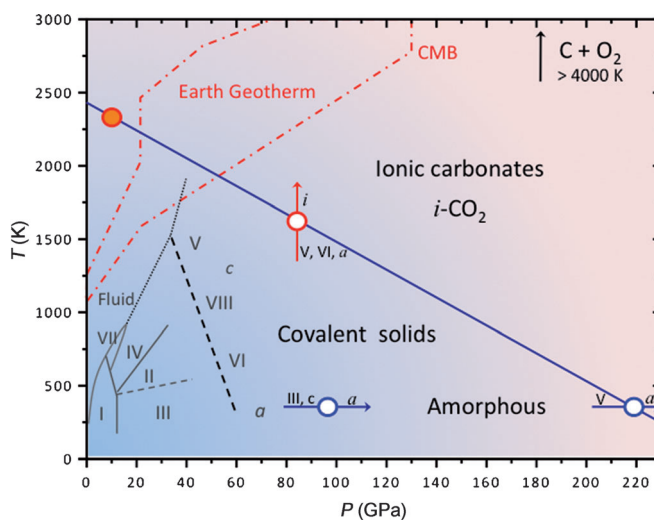 3000
2500
2000
1500
1000
500
0
T (K)
0
20
40
60
80
100
120
140
160
180
200
220
P (GPa)
CMB
Earth Geotherm
C + O₂
> 4000 K
Ionic carbonates
i-CO₂
i
V, VI, a
V
c
Fluid
VIII
VII
IV
Covalent solids
VI
II
I
III
a
III, c
a
Amorphous
V
a